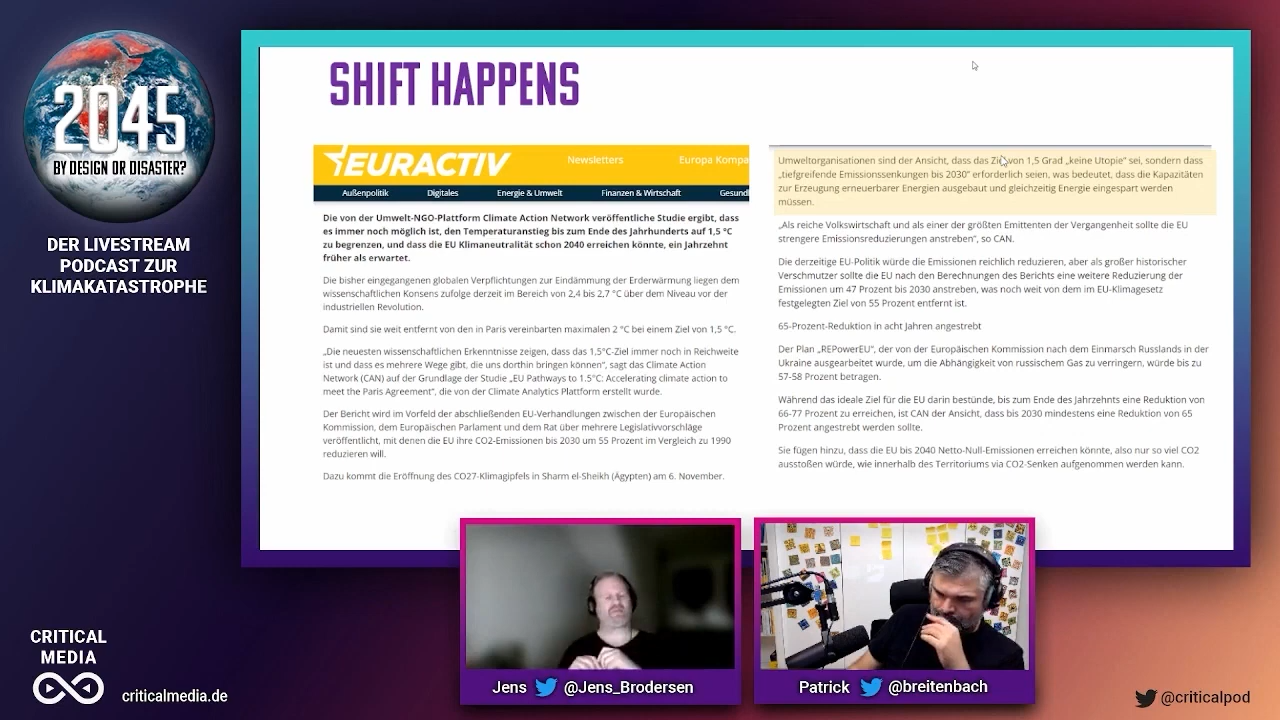 2045
BY DESIGN OR DISASTER?
DER LIVESTREAM
PODCAST ZUR
KLIMAKATASTROPHE
SHIFT HAPPENS
EURACTIV
Newsletters
Europa Kompa
Außenpolitik
Digitales
Energie & Umwelt
Finanzen & Wirtschaft
Gesund
Die von der Umwelt-NGO-Plattform Climate Action Network veröffentliche Studie ergibt, dass
es immer noch möglich ist, den Temperaturanstieg bis zum Ende des Jahrhunderts auf 1,5 °C
zu begrenzen, und dass die EU Klimaneutralität schon 2040 erreichen könnte, ein Jahrzehnt
früher als erwartet.
Die bisher eingegangenen globalen Verpflichtungen zur Eindämmung der Erderwärmung liegen dem
wissenschaftlichen Konsens zufolge derzeit im Bereich von 2,4 bis 2,7 °C über dem Niveau vor der
industriellen Revolution.
Damit sind sie weit entfernt von den in Paris vereinbarten maximalen 2 °C bei einem Ziel von 1,5 °C.
„Die neuesten wissenschaftlichen Erkenntnisse zeigen, dass das 1,5°C-Ziel immer noch in Reichweite
ist und dass es mehrere Wege gibt, die uns dorthin bringen können“, sagt das Climate Action
Network (CAN) auf der Grundlage der Studie „EU Pathways to 1.5°C: Accelerating climate action to
meet the Paris Agreement“, die von der Climate Analytics Plattform erstellt wurde.
Der Bericht wird im Vorfeld der abschließenden EU-Verhandlungen zwischen der Europäischen
Kommission, dem Europäischen Parlament und dem Rat über mehrere Legislativvorschläge
veröffentlicht, mit denen die EU ihre CO2-Emissionen bis 2030 um 55 Prozent im Vergleich zu 1990
reduzieren will.
Dazu kommt die Eröffnung des CO27-Klimagipfels in Sharm el-Sheikh (Ägypten) am 6. November.
Umweltorganisationen sind der Ansicht, dass das Ziel von 1,5 Grad „keine Utopie“ sei, sondern dass
„tiefgreifende Emissionssenkungen bis 2030“ erforderlich seien, was bedeutet, dass die Kapazitäten
zur Erzeugung erneuerbarer Energien ausgebaut und gleichzeitig Energie eingespart werden
müssen.
„Als reiche Volkswirtschaft und als einer der größten Emittenten der Vergangenheit sollte die EU
strengere Emissionsreduzierungen anstreben“, so CAN.
Die derzeitige EU-Politik würde die Emissionen reichlich reduzieren, aber als großer historischer
Verschmutzer sollte die EU nach den Berechnungen des Berichts eine weitere Reduzierung der
Emissionen um 47 Prozent bis 2030 anstreben, was noch weit von dem im EU-Klimagesetz
festgelegten Ziel von 55 Prozent entfernt ist.
65-Prozent-Reduktion in acht Jahren angestrebt
Der Plan „REPowerEU“, der von der Europäischen Kommission nach dem Einmarsch Russlands in der
Ukraine ausgearbeitet wurde, um die Abhängigkeit von russischem Gas zu verringern, würde bis zu
57-58 Prozent betragen.
Während das ideale Ziel für die EU darin bestünde, bis zum Ende des Jahrzehnts eine Reduktion von
66-77 Prozent zu erreichen, ist CAN der Ansicht, dass bis 2030 mindestens eine Reduktion von 65
Prozent angestrebt werden sollte.
Sie fügen hinzu, dass die EU bis 2040 Netto-Null-Emissionen erreichen könnte, also nur so viel CO2
ausstoßen würde, wie innerhalb des Territoriums via CO2-Senken aufgenommen werden kann.
CRITICAL
MEDIA
criticalmedia.de
Jens @Jens_Brodersen
Patrick @breitenbach
@criticalpod